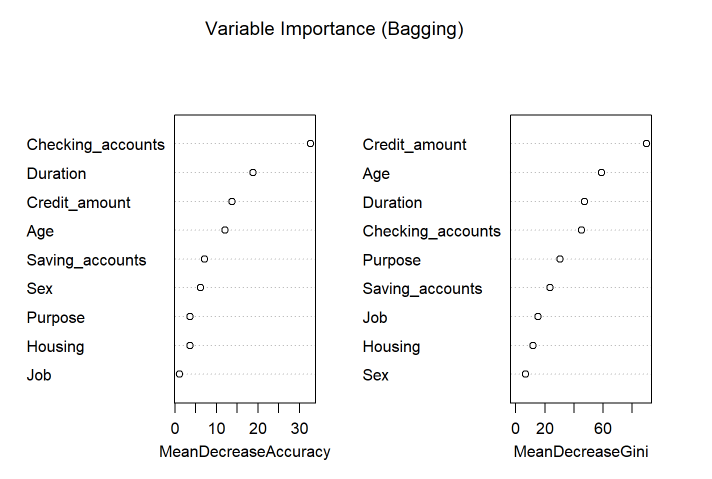 Variable Importance (Bagging)
Checking_accounts
Duration
Credit_amount
Age
Saving_accounts
Sex
Purpose
Housing
Job
0 10 20 30
MeanDecreaseAccuracy
Credit_amount
Age
Duration
Checking_accounts
Purpose
Saving_accounts
Job
Housing
Sex
0 20 60
MeanDecreaseGini